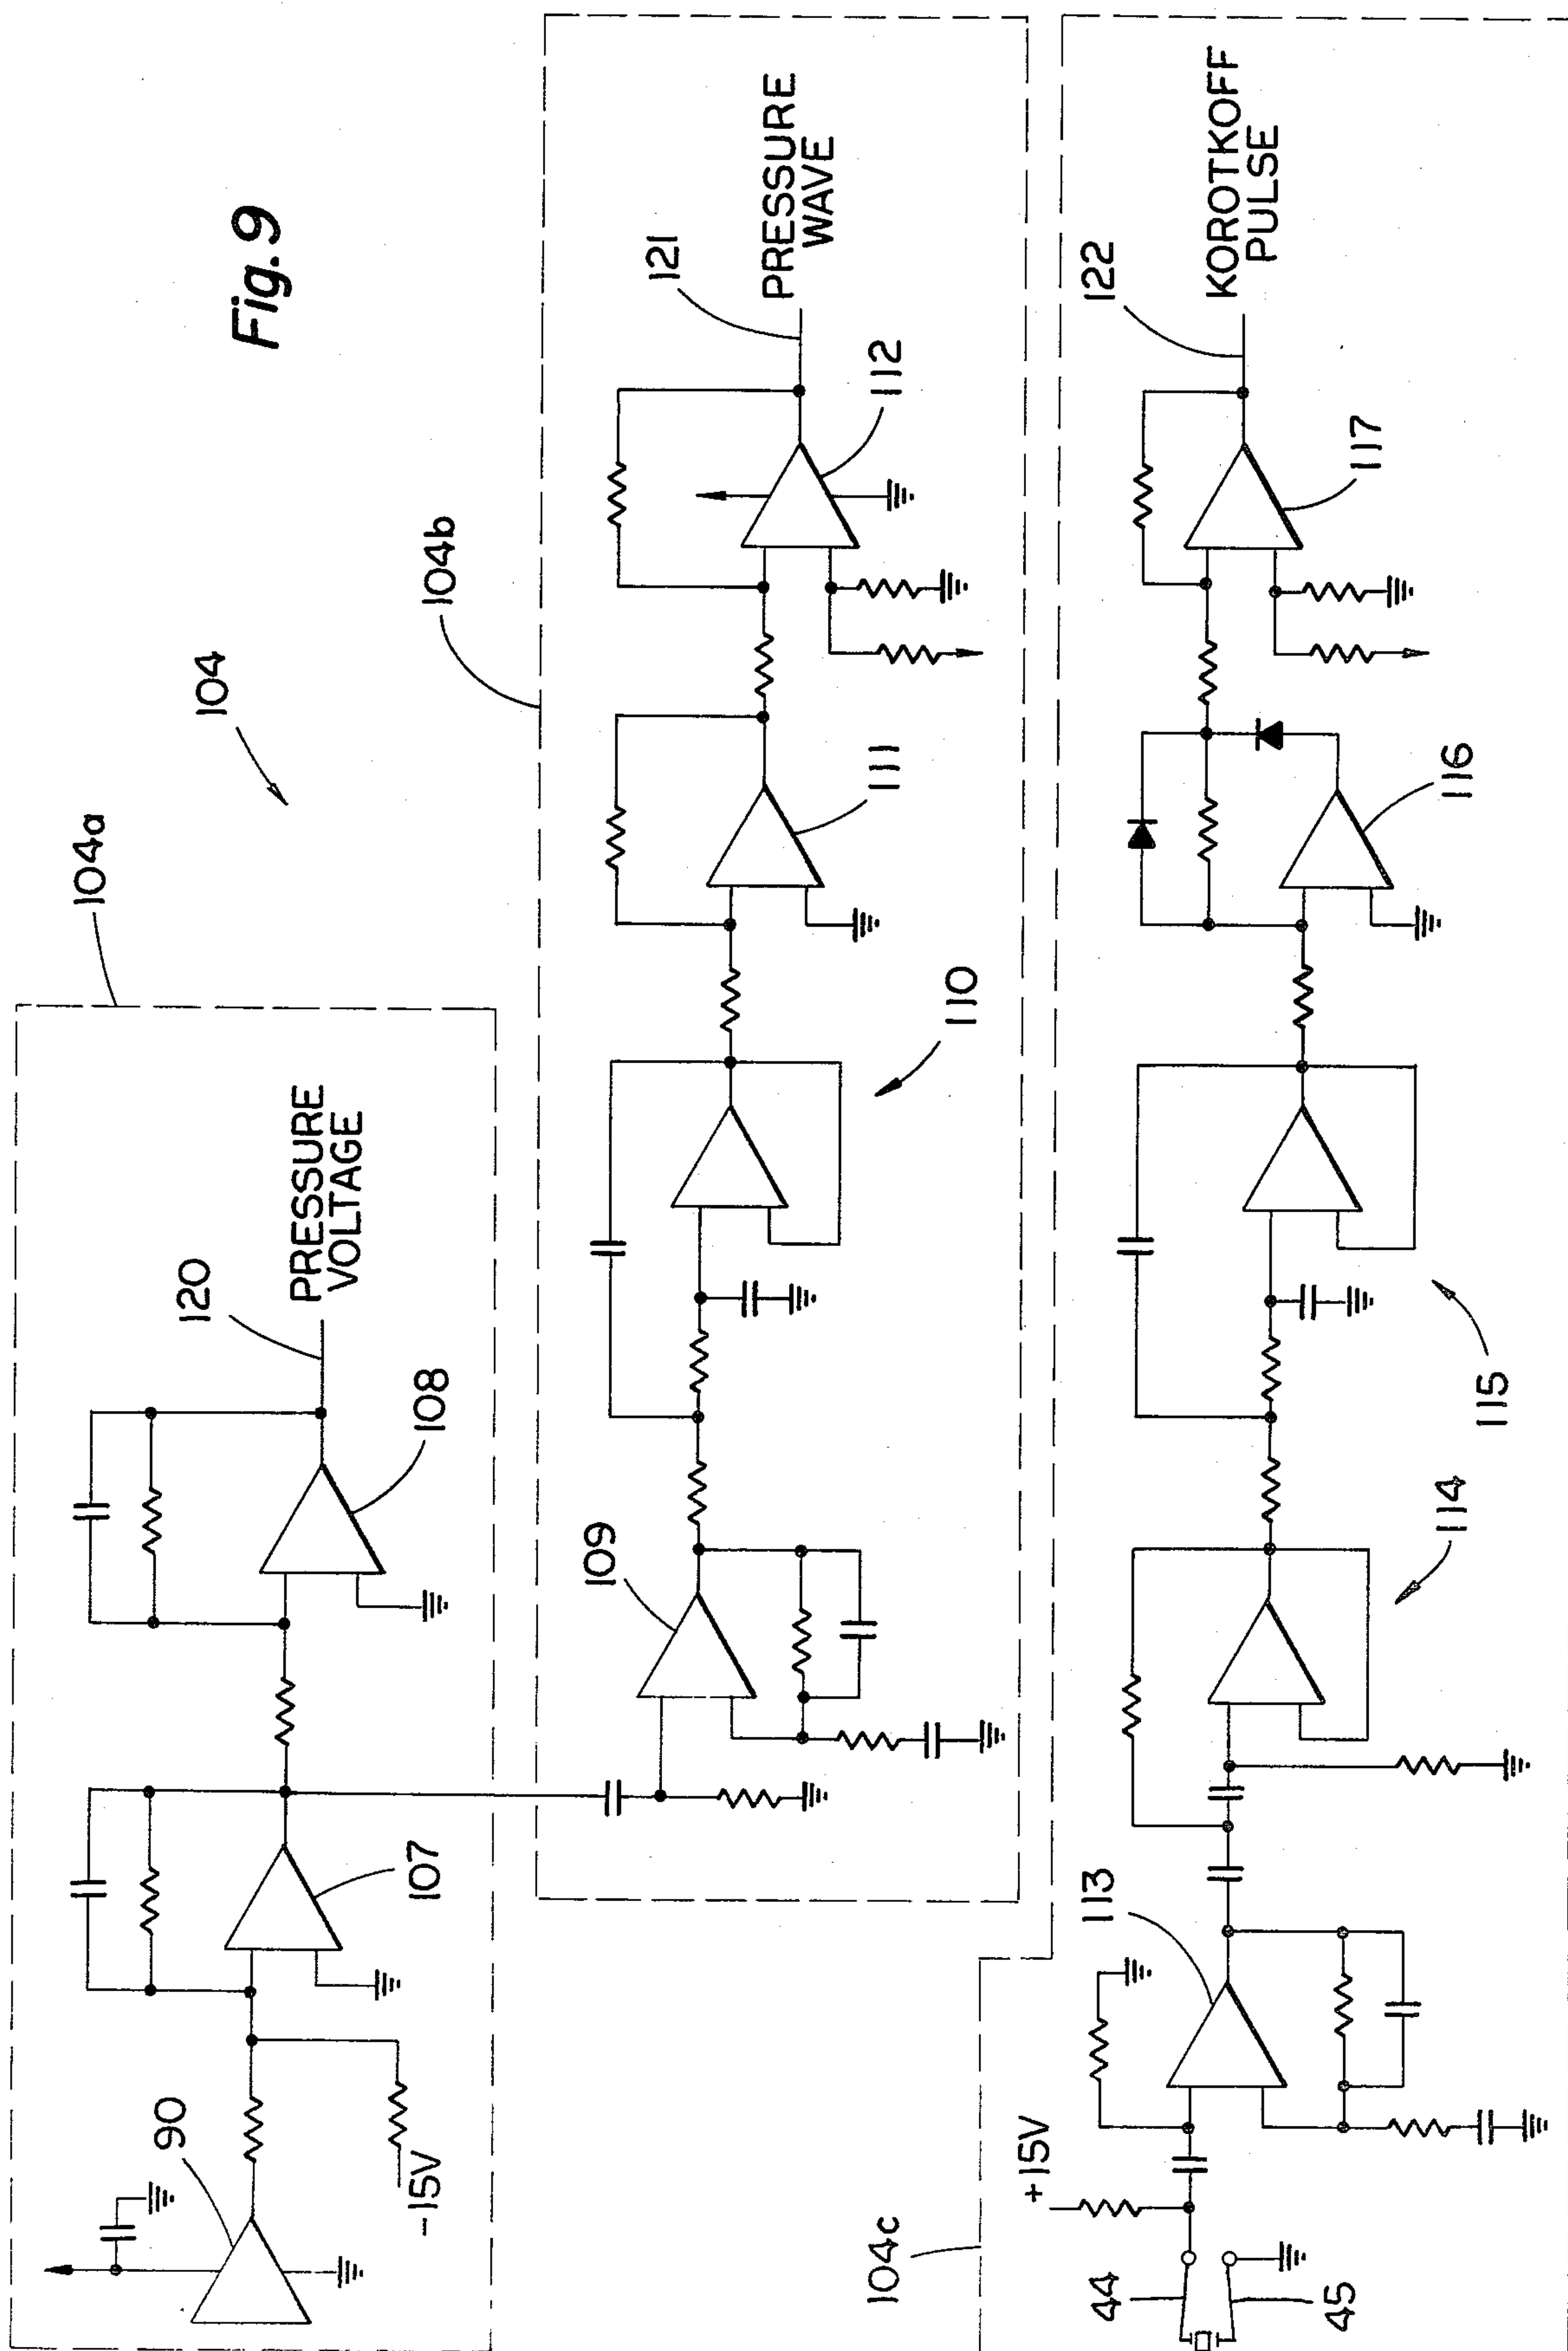 Fig. 9
104
104a
90
-15V
107
108
120
PRESSURE
VOLTAGE
104b
109
110
111
112
121
PRESSURE
WAVE
104c
44
45
+15V
113
114
115
116
117
122
KOROTKOFF
PULSE